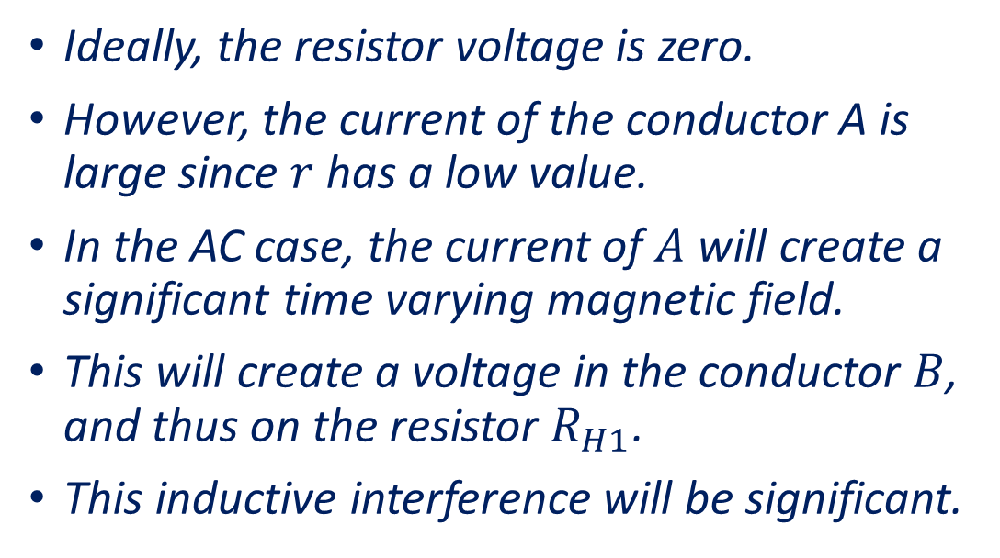 • Ideally, the resistor voltage is zero.
• However, the current of the conductor A is
large since r has a low value.
• In the AC case, the current of A will create a
significant time varying magnetic field.
• This will create a voltage in the conductor B,
and thus on the resistor R_{H1}.
• This inductive interference will be significant.